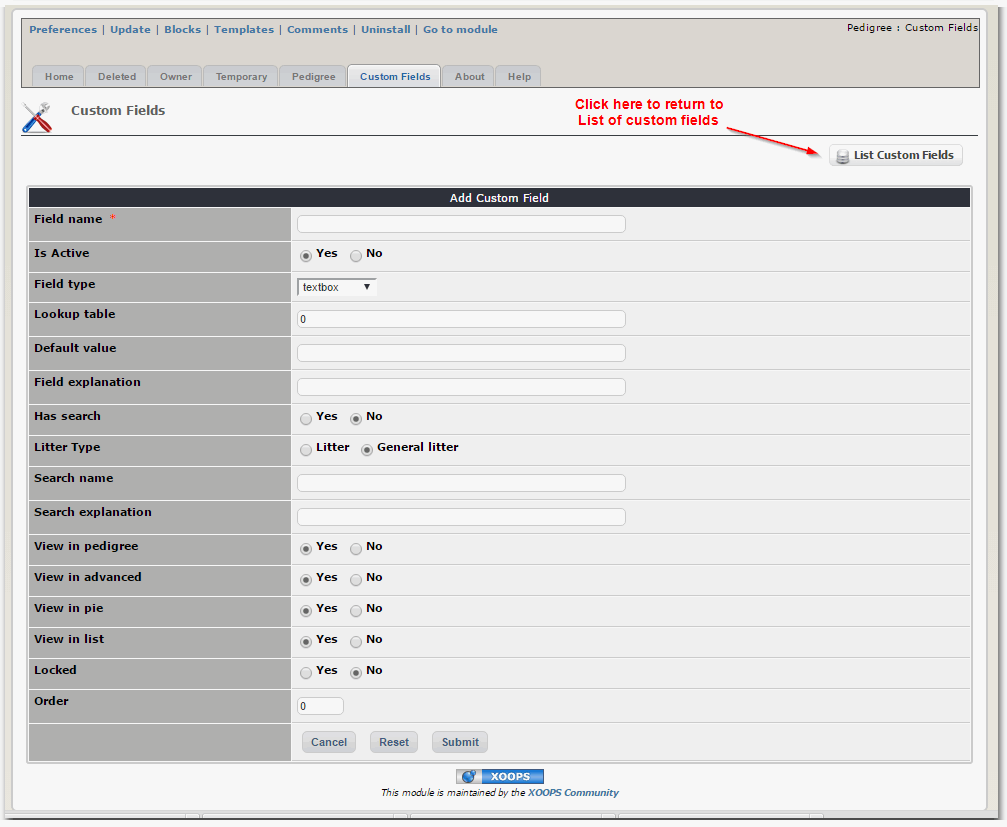 Preferences | Update | Blocks | Templates | Comments | Uninstall | Go to module
Pedigree : Custom Fields
Home Deleted Owner Temporary Pedigree Custom Fields About Help
Custom Fields
Click here to return to
List of custom fields
List Custom Fields
Add Custom Field
Field name *
Is Active Yes No
Field type textbox
Lookup table 0
Default value
Field explanation
Has search Yes No
Litter Type Litter General litter
Search name
Search explanation
View in pedigree Yes No
View in advanced Yes No
View in pie Yes No
View in list Yes No
Locked Yes No
Order 0
Cancel Reset Submit
XOOPS
This module is maintained by the XOOPS Community